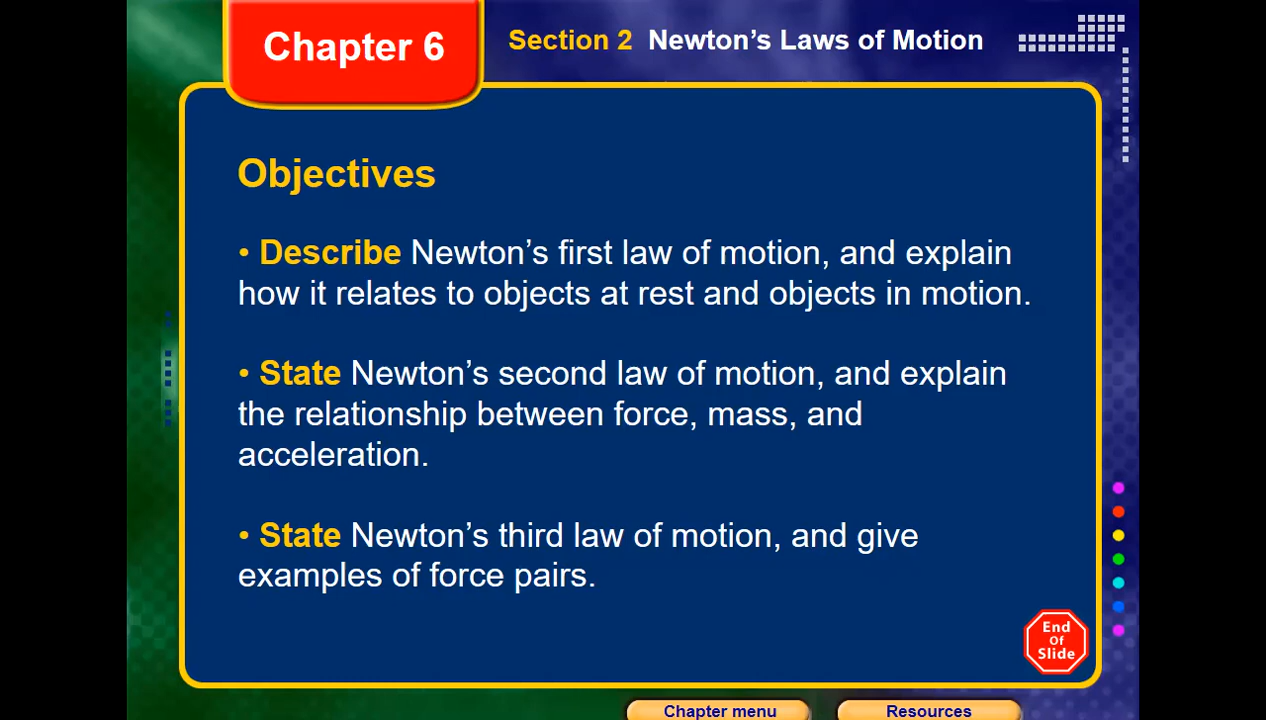 Chapter 6
Section 2 Newton’s Laws of Motion
Objectives
• Describe Newton’s first law of motion, and explain
how it relates to objects at rest and objects in motion.
• State Newton’s second law of motion, and explain
the relationship between force, mass, and
acceleration.
• State Newton’s third law of motion, and give
examples of force pairs.
End
Of
Slide
Chapter menu
Resources